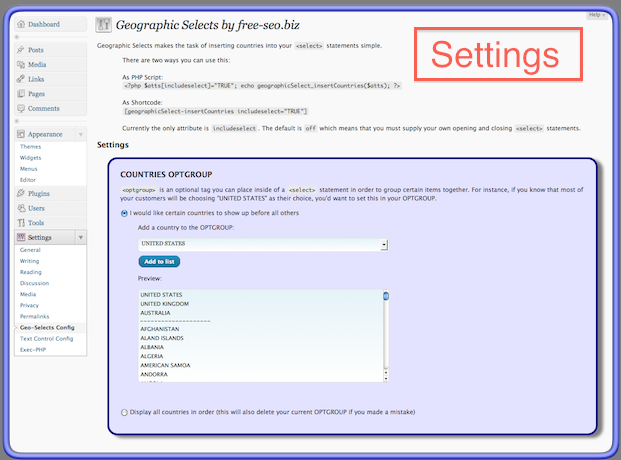 Help
Dashboard
Posts
Media
Links
Pages
Comments
Appearance
Themes
Widgets
Menus
Editor
Plugins
Users
Tools
Settings
General
Writing
Reading
Discussion
Media
Privacy
Permalinks
Geo-Selects Config
Text Control Config
Exec-PHP
Geographic Selects by free-seo.biz
Settings
Geographic Selects makes the task of inserting countries into your <select> statements simple.
There are two ways you can use this:
As PHP Script:
<?php $atts[includeselect]="TRUE"; echo geographicSelect_insertCountries($atts); ?>
As Shortcode:
[geographicSelect-insertCountries includeselect="TRUE"]
Currently the only attribute is includeselect. The default is off which means that you must supply your own opening and closing <select> statements.
Settings
COUNTRIES OPTGROUP
<optgroup> is an optional tag you can place inside of a <select> statement in order to group certain items together. For instance, if you know that most of
your customers will be choosing "UNITED STATES" as their choice, you'd want to set this in your OPTGROUP.
I would like certain countries to show up before all others
Add a country to the OPTGROUP:
UNITED STATES
Add to list
Preview:
UNITED STATES
UNITED KINGDOM
AUSTRALIA
--------------------
AFGHANISTAN
ALAND ISLANDS
ALBANIA
ALGERIA
AMERICAN SAMOA
ANDORRA
Display all countries in order (this will also delete your current OPTGROUP if you made a mistake)